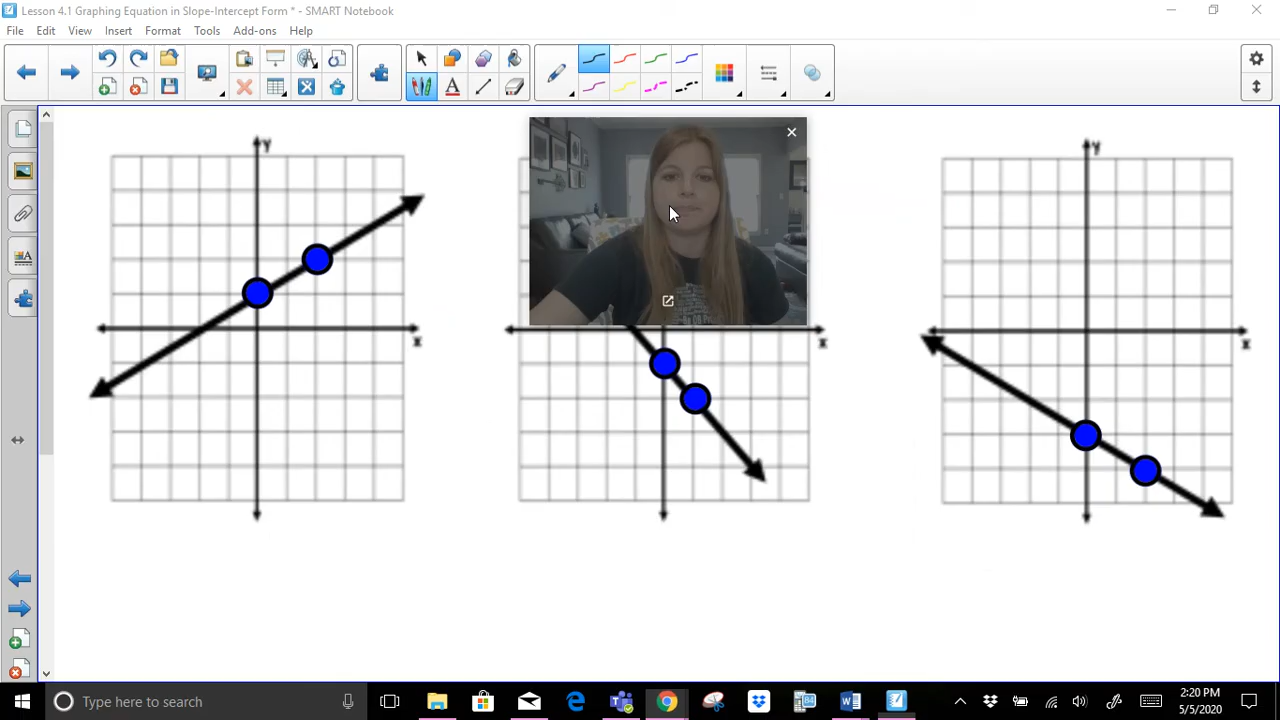 Lesson 4.1 Graphing Equation in Slope-Intercept Form * - SMART Notebook
File Edit View Insert Format Tools Add-ons Help
A
y
y
x
x
x
Type here to search
2:20 PM
5/5/2020